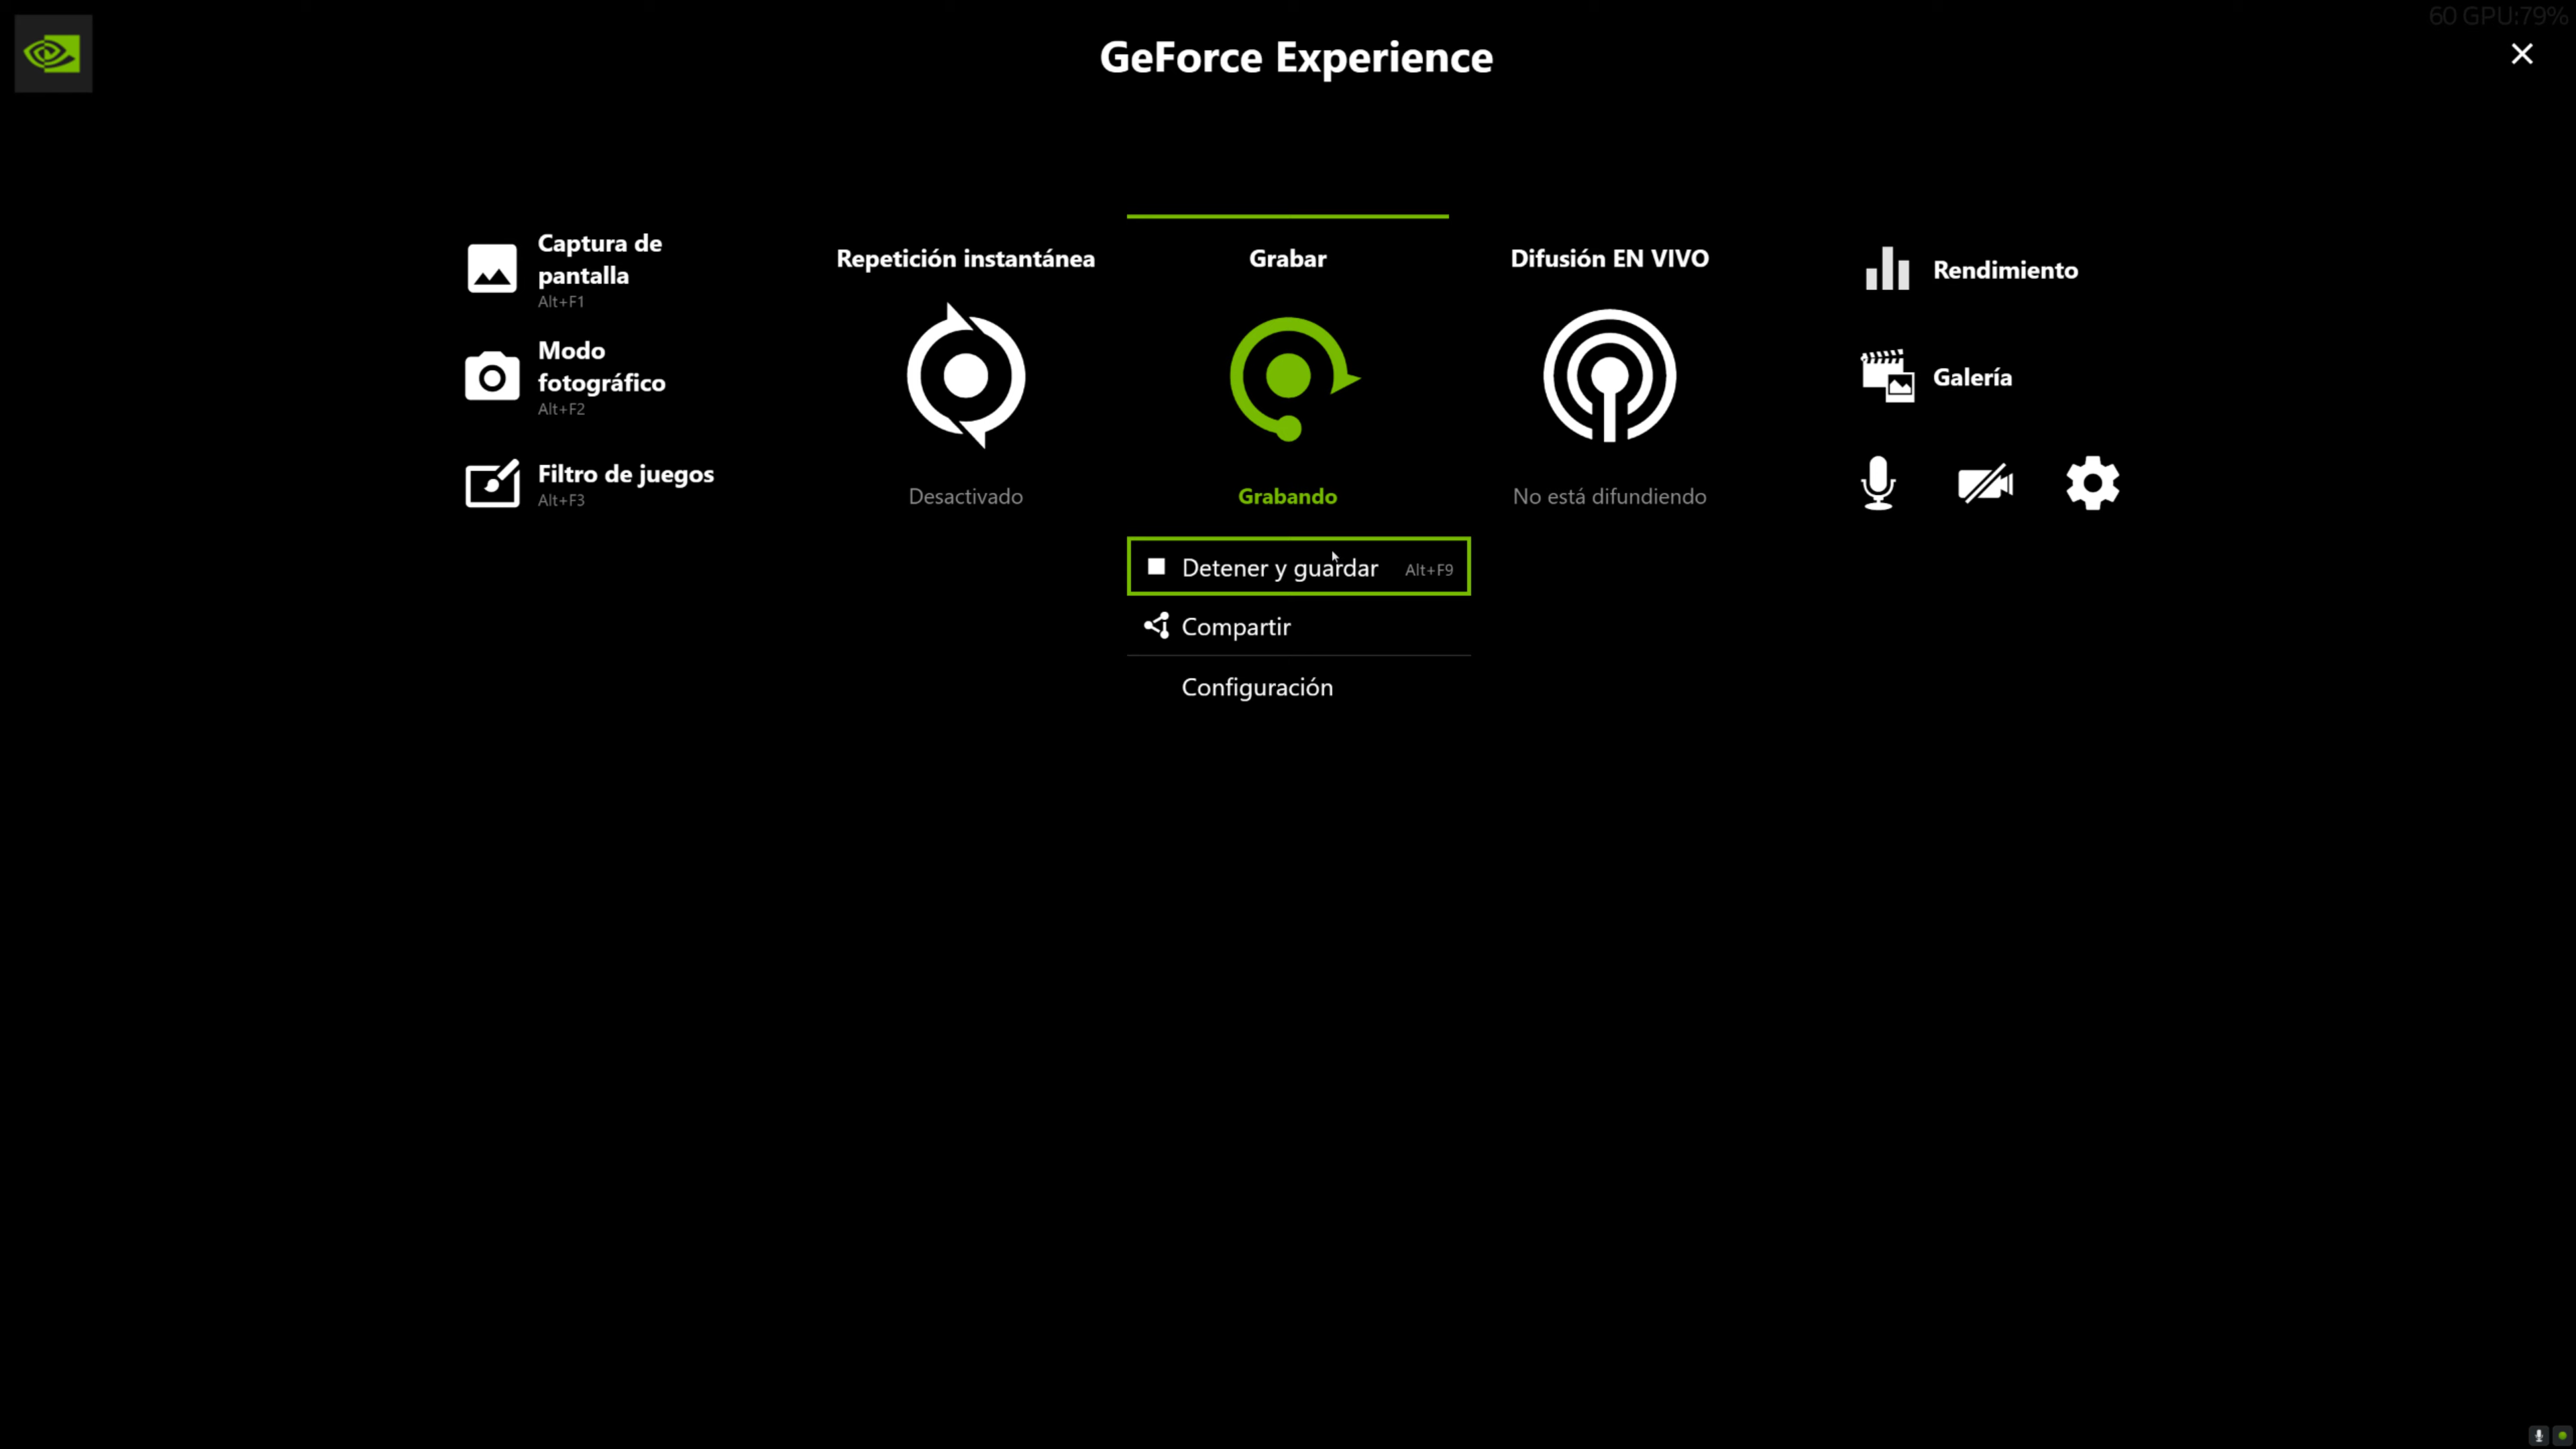 60 GPU:79%
GeForce Experience
Captura de
pantalla
Alt+F1
Modo
fotográfico
Alt+F2
Filtro de juegos
Alt+F3
Repetición instantánea
Desactivado
Grabar
Grabando
Detener y guardar Alt+F9
Compartir
Configuración
Difusión EN VIVO
No está difundiendo
Rendimiento
Galería